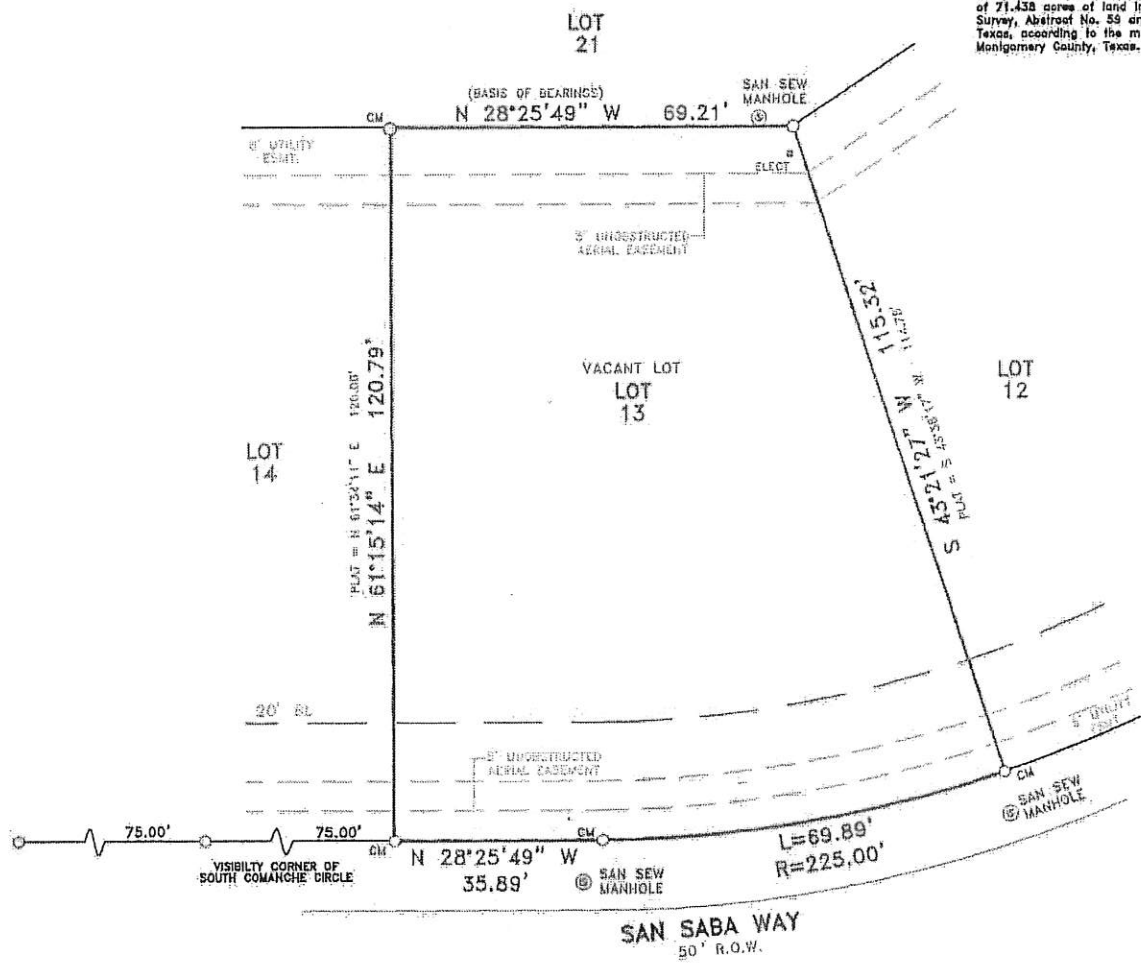 of 71.438 acres of land
Survey, Abstract No. 59
Texas, according to the
Montgomery County, Texas.
LOT
21
(BASIS OF BEARINGS)
N 28°25'49" W 69.21'
SAN SEW
MANHOLE
CM
8' UTILITY
ESMT.
ELECT
5' UNOBSTRUCTED
AERIAL EASEMENT
PLAT = N 61°34'11" E 120.00'
N 61°15'14" E 120.79'
VACANT LOT
LOT
13
S 43°21'27" W 115.32'
PLAT = S 43°38'17" W
LOT
12
LOT
14
20' BL
5' UNOBSTRUCTED
AERIAL EASEMENT
UTILITY
ESMT.
CM
SAN SEW
MANHOLE
75.00' 75.00'
CM
CM
VISIBILTY CORNER OF
SOUTH COMANCHE CIRCLE
N 28°25'49" W
35.89'
SAN SEW
MANHOLE
L=69.89'
R=225.00'
SAN SABA WAY
50' R.O.W.